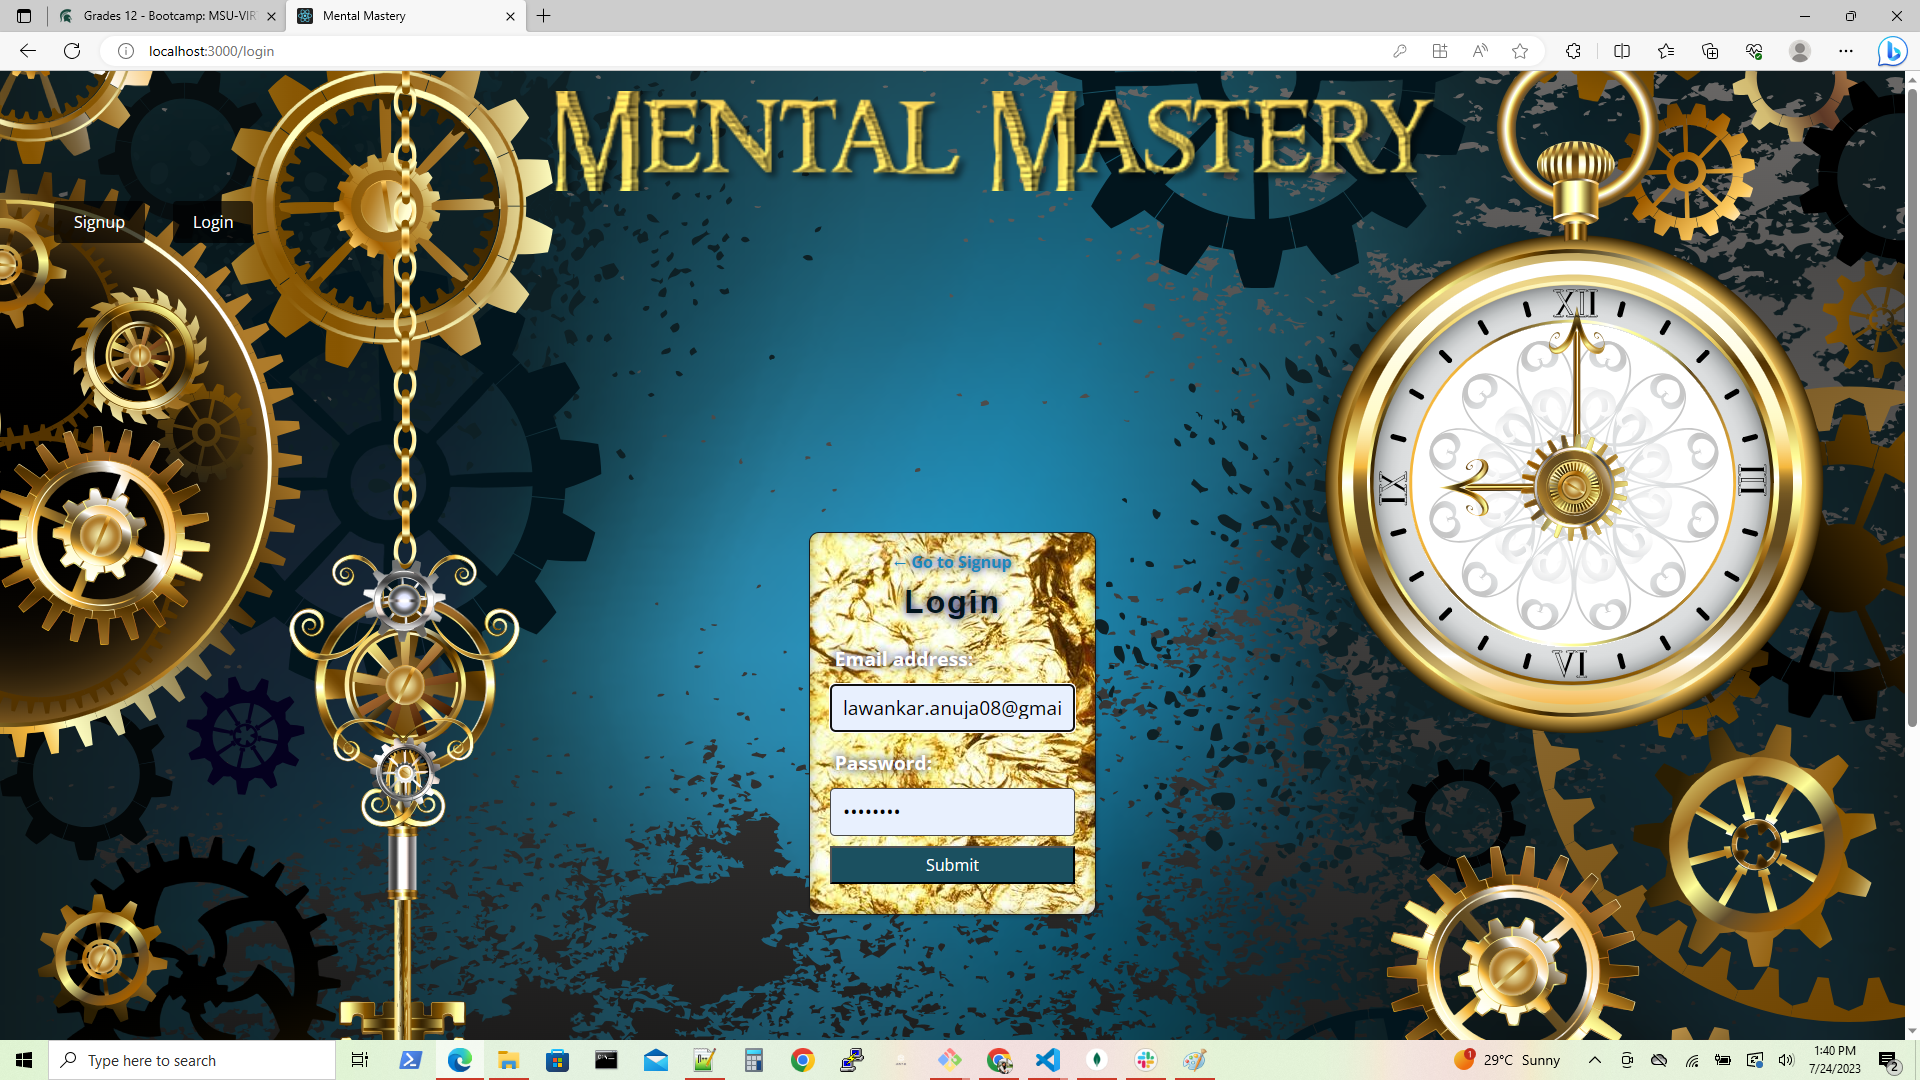 Grades 12 - Bootcamp: MSU-VIR
Mental Mastery
localhost:3000/login
MENTAL MASTERY
Signup
Login
XII
III
VI
IX
← Go to Signup
Login
Email address:
lawankar.anuja08@gmai
Password:
••••••••
Submit
Type here to search
1
29°C Sunny
1:40 PM
7/24/2023
2